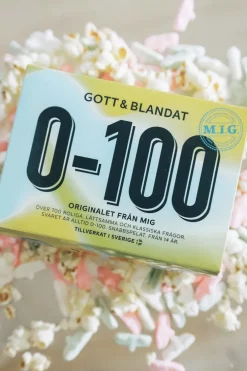 GOTT & BLANDAT
M.I.G
0-100
ORIGINALET FRÅN MIG
ÖVER 700 ROLIGA, LÄTTSAMMA OCH KLASSISKA FRÅGOR.
SVARET ÄR ALLTID 0-100. SNABBSPELAT. FRÅN 14 ÅR.
TILLVERKAT I SVERIGE